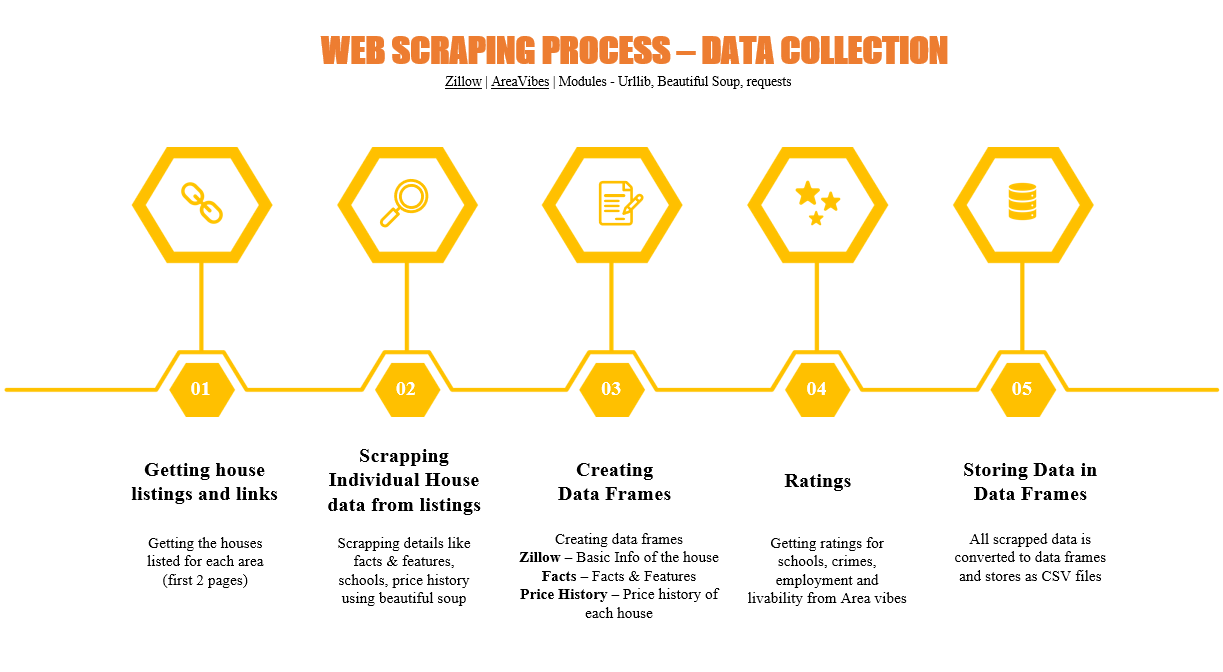 WEB SCRAPING PROCESS – DATA COLLECTION
Zillow | AreaVibes | Modules - Urllib, Beautiful Soup, requests
01
02
03
04
05
Getting house
listings and links
Getting the houses
listed for each area
(first 2 pages)
Scrapping
Individual House
data from listings
Scrapping details like
facts & features,
schools, price history
using beautiful soup
Creating
Data Frames
Creating data frames
Zillow – Basic Info of the house
Facts – Facts & Features
Price History – Price history of
each house
Ratings
Getting ratings for
schools, crimes,
employment and
livability from Area vibes
Storing Data in
Data Frames
All scrapped data is
converted to data frames
and stores as CSV files